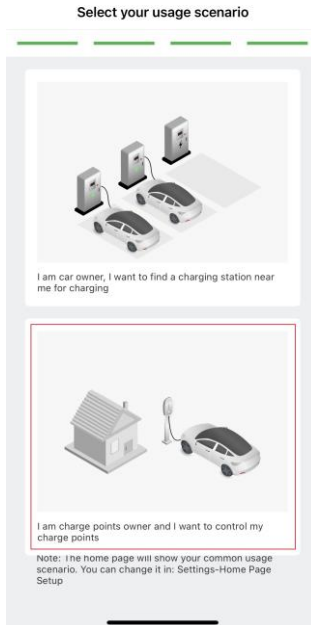 Select your usage scenario
I am car owner, I want to find a charging station near
me for charging
I am charge points owner and I want to control my
charge points
Note: The home page will show your common usage
scenario. You can change it in: Settings-Home Page
Setup